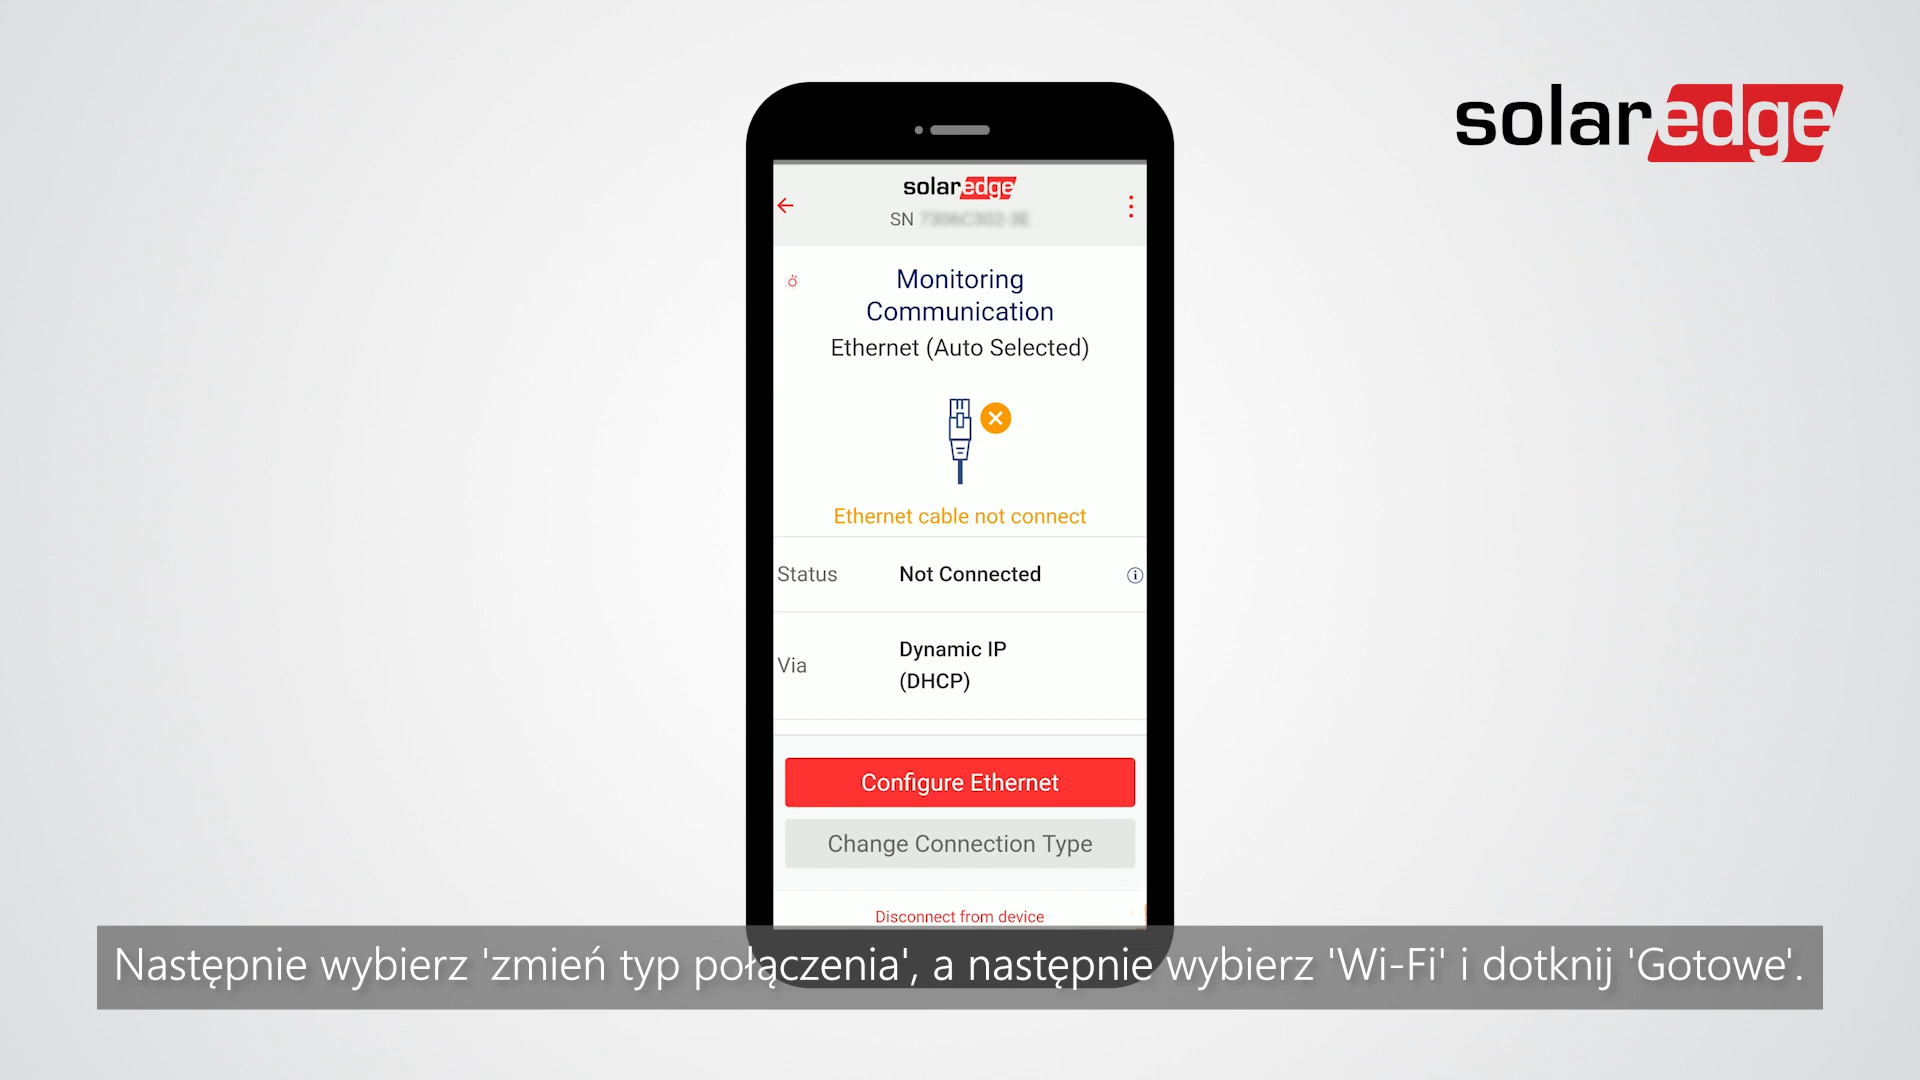 solaredge
solaredge
SN
Monitoring
Communication
Ethernet (Auto Selected)
Ethernet cable not connect
Status Not Connected
Via Dynamic IP
(DHCP)
Configure Ethernet
Change Connection Type
Disconnect from device
Następnie wybierz 'zmień typ połączenia', a następnie wybierz 'Wi-Fi' i dotknij 'Gotowe'.